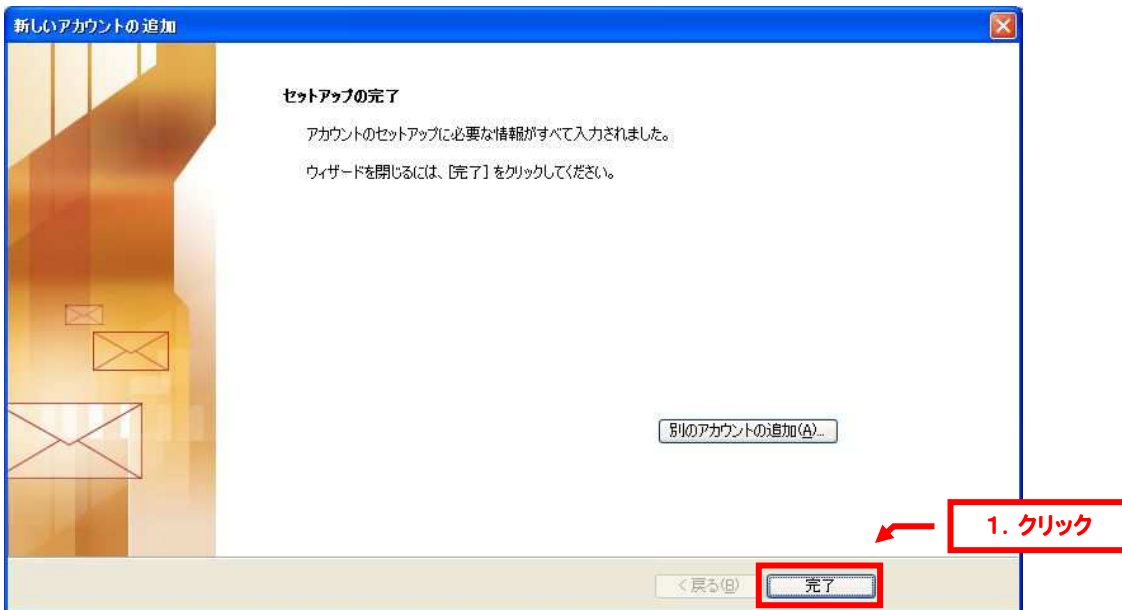 新しいアカウントの追加
セットアップの完了
アカウントのセットアップに必要な情報がすべて入力されました。
ウィザードを閉じるには、[完了] をクリックしてください。
別のアカウントの追加(A)...
1. クリック
< 戻る(B)
完了